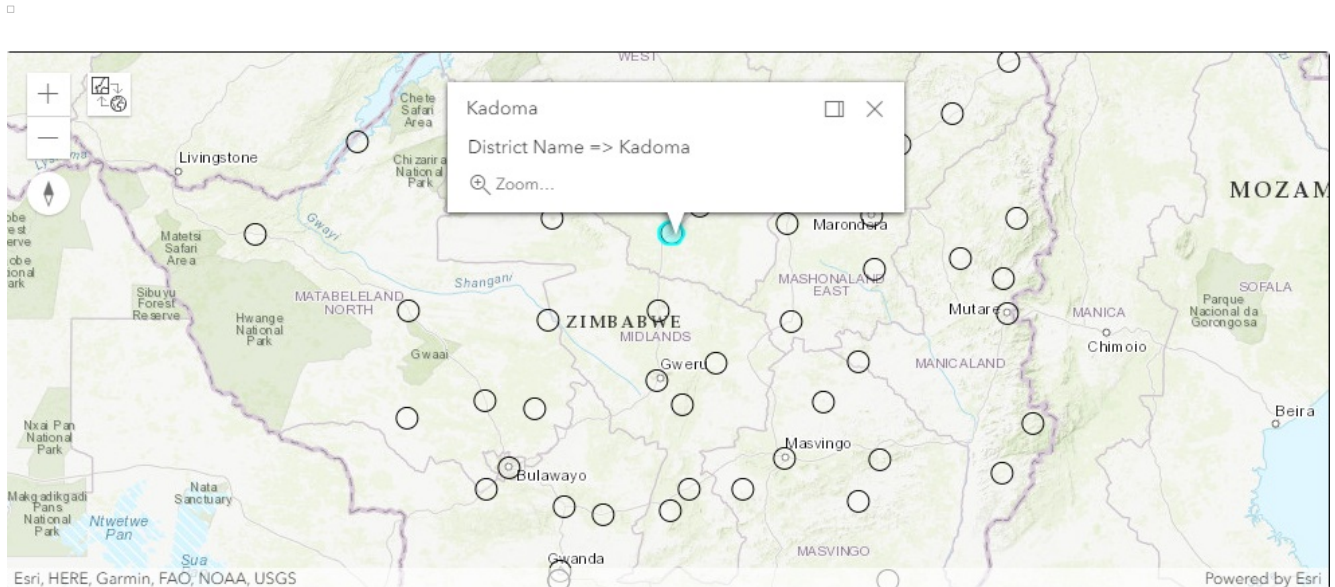 WEST
Kadoma
District Name => Kadoma
Zoom...
Chete
Safari
Area
Chizarira
National
Park
Livingstone
MOZAM
Gwayi
Marondera
Matetsi
Safari
Area
Shangani
MASHONALAND
EAST
MATABELELAND
NORTH
Sibuyu
Forest
Reserve
Hwange
National
Park
ZIMBABWE
MIDLANDS
Mutare
MANICA
SOFALA
Parque
Nacional da
Gorongosa
Chimoio
Gwaai
Gweru
MANICALAND
Beira
Nxai Pan
National
Park
Masvingo
Bulawayo
Nata
Sanctuary
Makgadikgadi
Pans
National
Park
Ntwetwe
Pan
Sua
Gwanda
MASVINGO
Esri, HERE, Garmin, FAO, NOAA, USGS
Powered by Esri